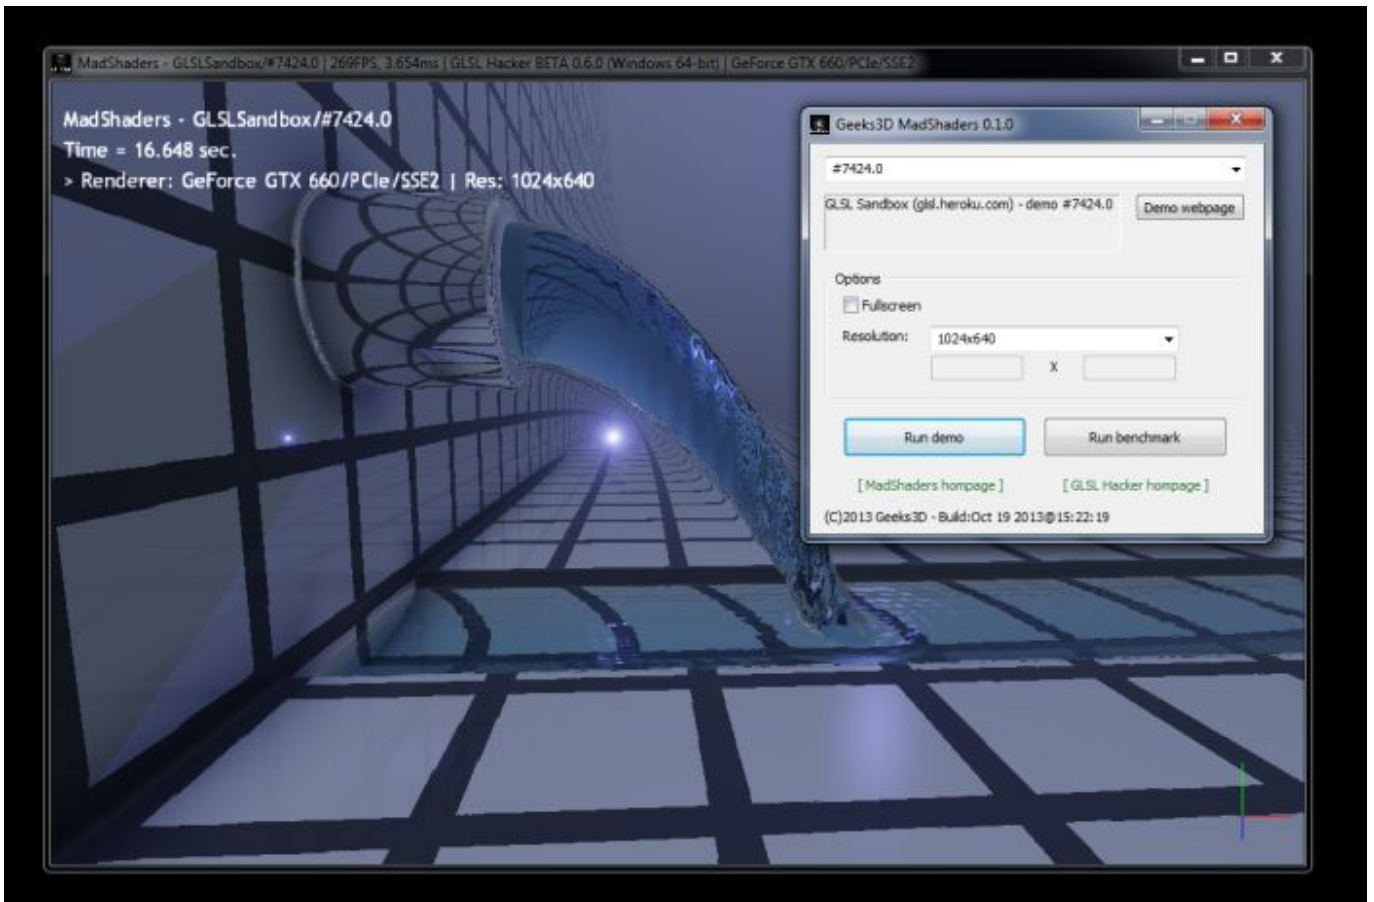 MadShaders - GLSLSandbox/#7424.0 | 269FPS, 3.654ms | GLSL Hacker BETA 0.6.0 (Windows 64-bit) | GeForce GTX 660/PCIe/SSE2
MadShaders - GLSLSandbox/#7424.0
Time = 16.648 sec.
> Renderer: GeForce GTX 660/PCIe/SSE2 | Res: 1024x640
Geeks3D MadShaders 0.1.0
#7424.0
GLSL Sandbox (glsl.heroku.com) - demo #7424.0
Demo webpage
Options
Fullscreen
Resolution:
1024x640
X
Run demo
Run benchmark
[ MadShaders hompage ]
[ GLSL Hacker hompage ]
(C)2013 Geeks3D - Build:Oct 19 2013@15:22:19